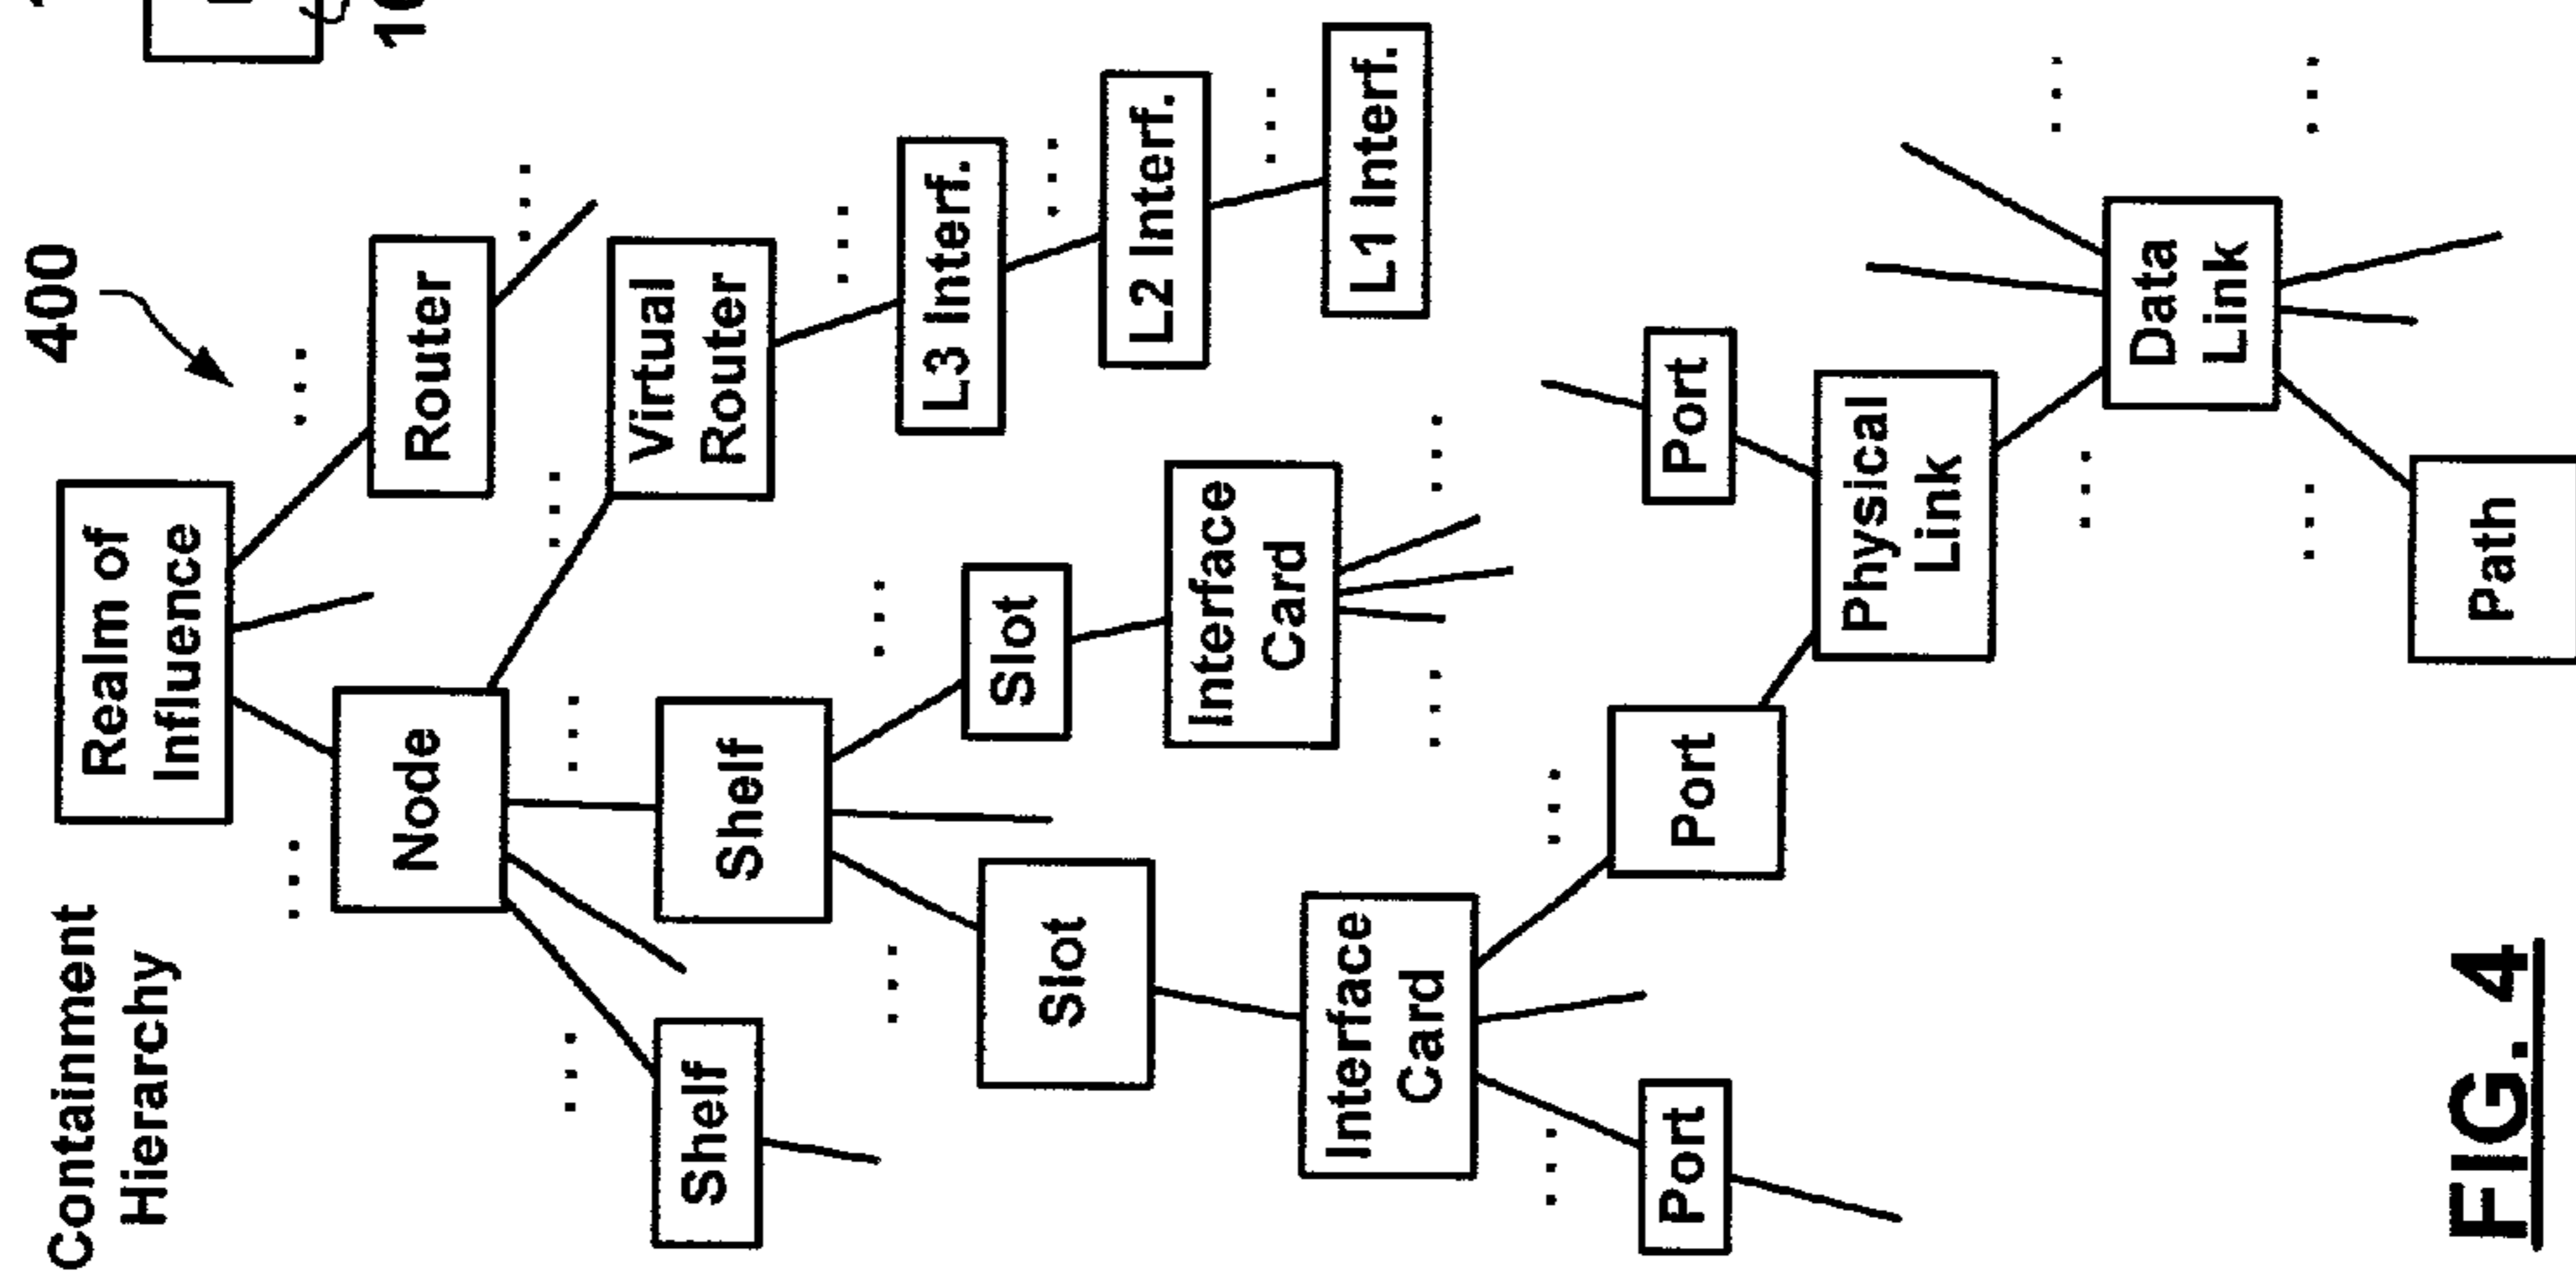 Containment
Hierarchy
400
Realm of
Influence
Node
Router
Shelf
Shelf
Virtual
Router
Slot
Slot
L3 Interf.
Interface
Card
Interface
Card
L2 Interf.
L1 Interf.
Port
Port
Port
Physical
Link
Data
Link
Path
FIG. 4